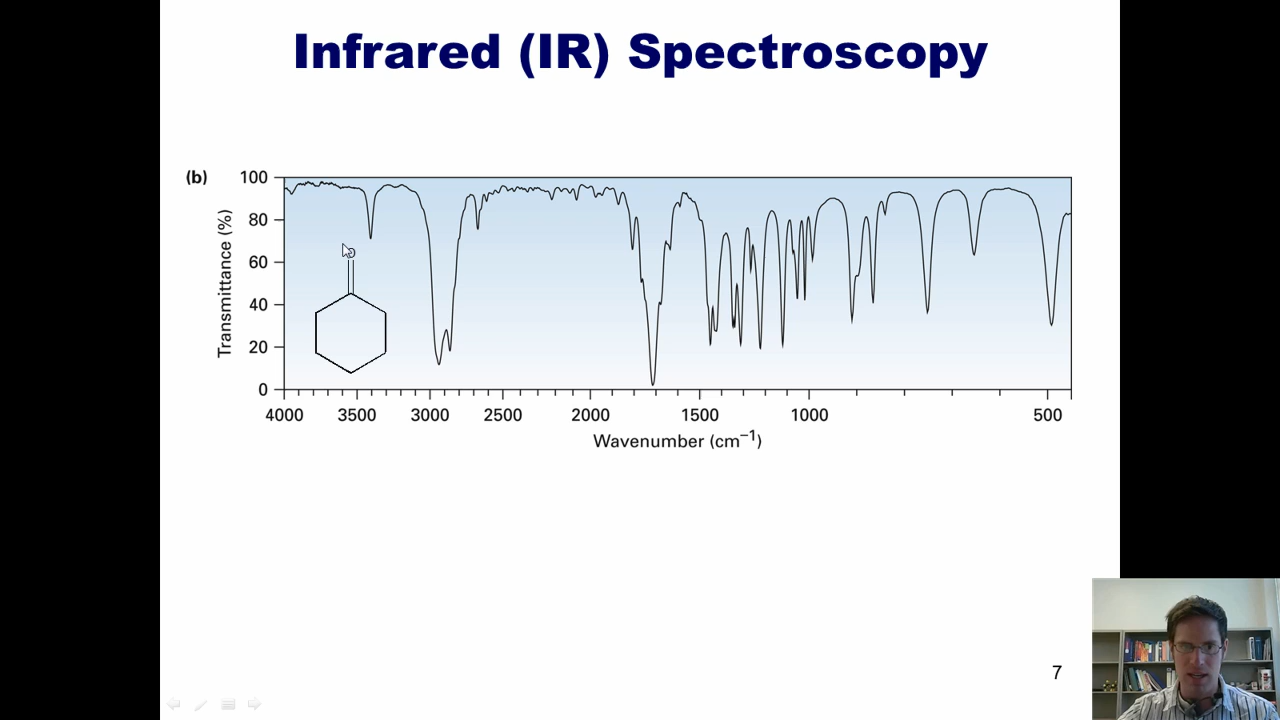 Infrared (IR) Spectroscopy
(b)
Transmittance (%)
100
80
60
40
20
0
O
4000 3500 3000 2500 2000 1500 1000 500
Wavenumber (cm⁻¹)
7